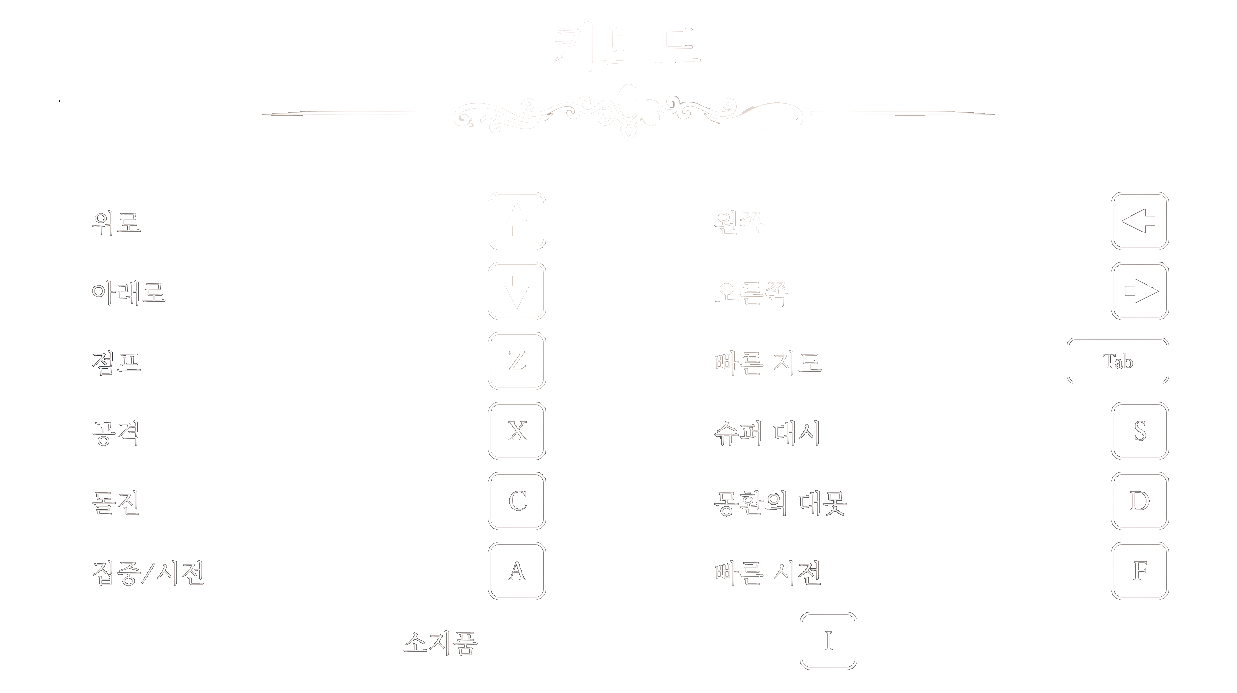 키보드
위로 ↑ 왼쪽 ←
아래로 ↓ 오른쪽 →
점프 Z 빠른 지도 Tab
공격 X 슈퍼 대시 S
돌진 C 몽환의 대못 D
집중/시전 A 빠른 시전 F
소지품 I